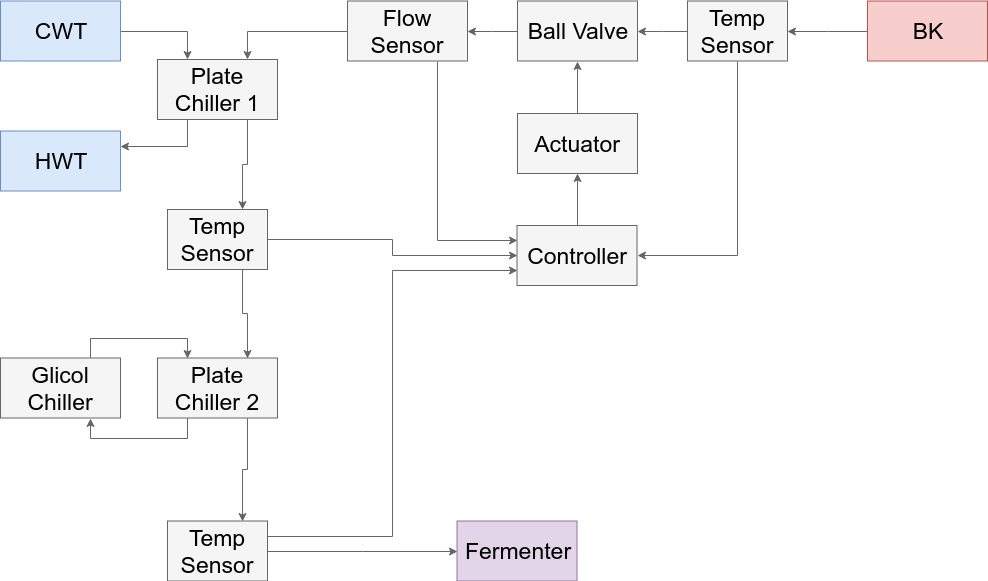 CWT
Flow
Sensor
Ball Valve
Temp
Sensor
BK
Plate
Chiller 1
HWT
Actuator
Temp
Sensor
Controller
Glicol
Chiller
Plate
Chiller 2
Temp
Sensor
Fermenter